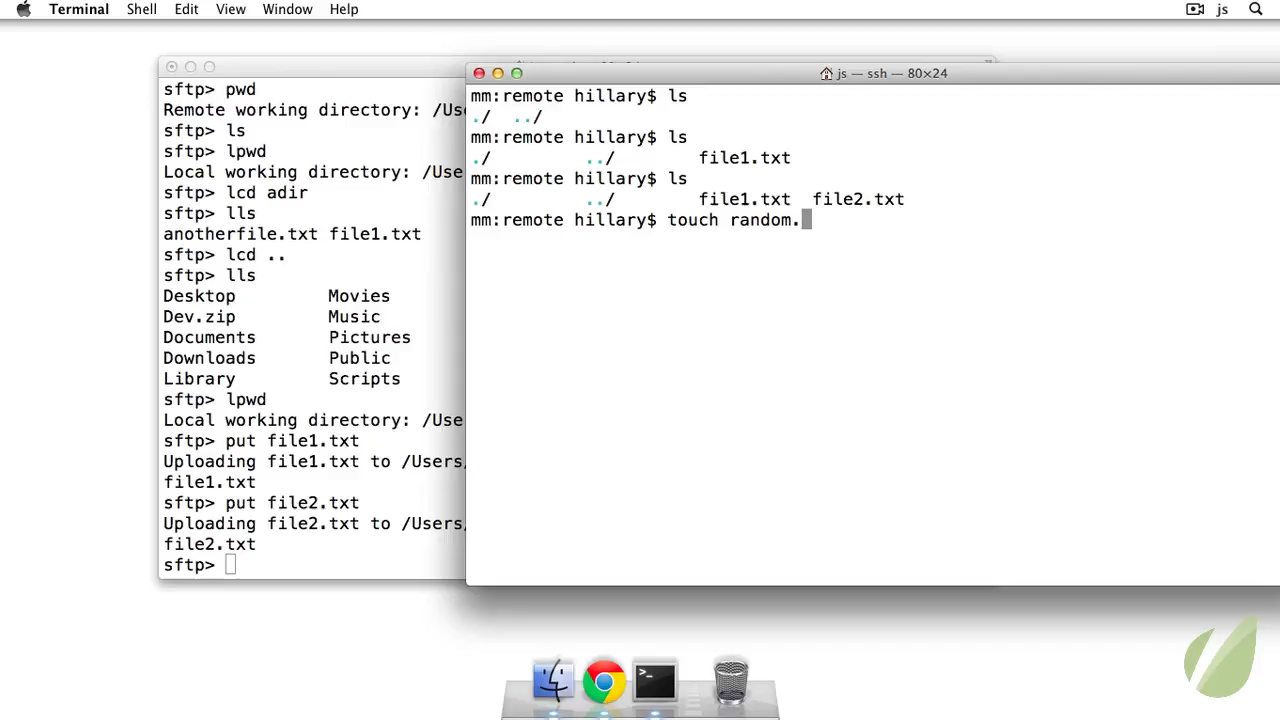 Terminal Shell Edit View Window Help js
sftp> pwd
Remote working directory: /Use
sftp> ls
sftp> lpwd
Local working directory: /Use
sftp> lcd adir
sftp> lls
anotherfile.txt file1.txt
sftp> lcd ..
sftp> lls
Desktop Movies
Dev.zip Music
Documents Pictures
Downloads Public
Library Scripts
sftp> lpwd
Local working directory: /Use
sftp> put file1.txt
Uploading file1.txt to /Users/
file1.txt
sftp> put file2.txt
Uploading file2.txt to /Users/
file2.txt
sftp>
js — ssh — 80×24
mm:remote hillary$ ls
./ ../
mm:remote hillary$ ls
./ ../ file1.txt
mm:remote hillary$ ls
./ ../ file1.txt file2.txt
mm:remote hillary$ touch random.
>_